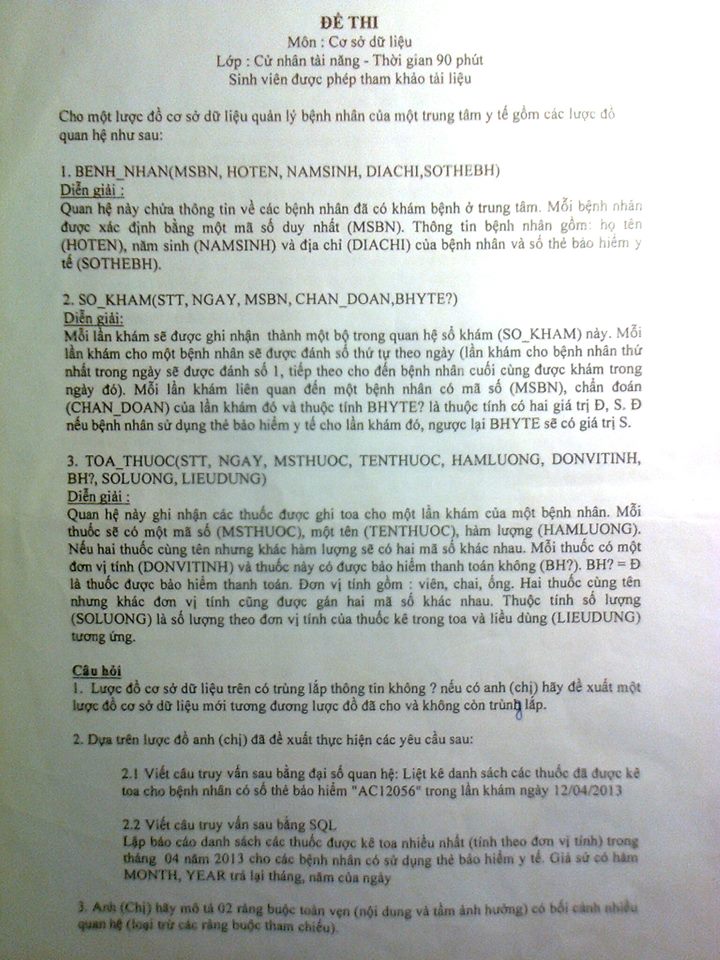 ĐỀ THI
Môn : Cơ sở dữ liệu
Lớp : Cử nhân tài năng - Thời gian 90 phút
Sinh viên được phép tham khảo tài liệu
Cho một lược đồ cơ sở dữ liệu quản lý bệnh nhân của một trung tâm y tế gồm các lược đồ
quan hệ như sau:
1. BENH_NHAN(MSBN, HOTEN, NAMSINH, DIACHI,SOTHEBH)
Diễn giải :
Quan hệ này chứa thông tin về các bệnh nhân đã có khám bệnh ở trung tâm. Mỗi bệnh nhân
được xác định bằng một mã số duy nhất (MSBN). Thông tin bệnh nhân gồm: họ tên
(HOTEN), năm sinh (NAMSINH) và địa chỉ (DIACHI) của bệnh nhân và số thẻ bảo hiểm y
tế (SOTHEBH).
2. SO_KHAM(STT, NGAY, MSBN, CHAN_DOAN,BHYTE?)
Diễn giải:
Mỗi lần khám sẽ được ghi nhận thành một bộ trong quan hệ sổ khám (SO_KHAM) này. Mỗi
lần khám cho một bệnh nhân sẽ được đánh số thứ tự theo ngày (lần khám cho bệnh nhân thứ
nhất trong ngày sẽ được đánh số 1, tiếp theo cho đến bệnh nhân cuối cùng được khám trong
ngày đó). Mỗi lần khám liên quan đến một bệnh nhân có mã số (MSBN), chẩn đoán
(CHAN_DOAN) của lần khám đó và thuộc tính BHYTE? là thuộc tính có hai giá trị Đ, S. Đ
nếu bệnh nhân sử dụng thẻ bảo hiểm y tế cho lần khám đó, ngược lại BHYTE sẽ có giá trị S.
3. TOA_THUOC(STT, NGAY, MSTHUOC, TENTHUOC, HAMLUONG, DONVITINH,
BH?, SOLUONG, LIEUDUNG)
Diễn giải :
Quan hệ này ghi nhận các thuốc được ghi toa cho một lần khám của một bệnh nhân. Mỗi
thuốc sẽ có một mã số (MSTHUOC), một tên (TENTHUOC), hàm lượng (HAMLUONG).
Nếu hai thuốc cùng tên nhưng khác hàm lượng sẽ có hai mã số khác nhau. Mỗi thuốc có một
đơn vị tính (DONVITINH) và thuốc này có được bảo hiểm thanh toán không (BH?). BH? = Đ
là thuốc được bảo hiểm thanh toán. Đơn vị tính gồm : viên, chai, ống. Hai thuốc cùng tên
nhưng khác đơn vị tính cũng được gán hai mã số khác nhau. Thuộc tính số lượng
(SOLUONG) là số lượng theo đơn vị tính của thuốc kê trong toa và liều dùng (LIEUDUNG)
tương ứng.
Câu hỏi
1. Lược đồ cơ sở dữ liệu trên có trùng lắp thông tin không ? nếu có anh (chị) hãy đề xuất một
lược đồ cơ sở dữ liệu mới tương đương lược đồ đã cho và không còn trùng lắp.
2. Dựa trên lược đồ anh (chị) đã đề xuất thực hiện các yêu cầu sau:
2.1 Viết câu truy vấn sau bằng đại số quan hệ: Liệt kê danh sách các thuốc đã được kê
toa cho bệnh nhân có số thẻ bảo hiểm "AC12056" trong lần khám ngày 12/04/2013
2.2 Viết câu truy vấn sau bằng SQL
Lập báo cáo danh sách các thuốc được kê toa nhiều nhất (tính theo đơn vị tính) trong
tháng 04 năm 2013 cho các bệnh nhân có sử dụng thẻ bảo hiểm y tế. Giả sử có hàm
MONTH, YEAR trả lại tháng, năm của ngày
3. Anh (Chị) hãy mô tả 02 ràng buộc toàn vẹn (nội dung và tầm ảnh hưởng) có bối cảnh nhiều
quan hệ (loại trừ các ràng buộc tham chiếu).